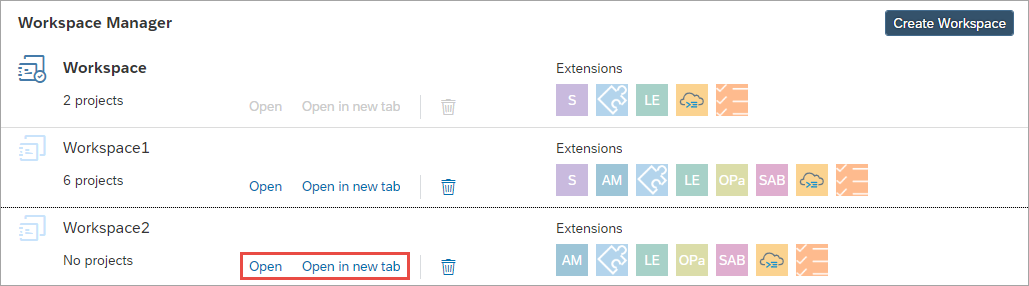 Workspace Manager
Create Workspace
Workspace
Extensions
2 projects
Open
Open in new tab
S
LE
Workspace1
Extensions
6 projects
Open
Open in new tab
S
AM
LE
OPa
SAB
Workspace2
Extensions
No projects
Open
Open in new tab
AM
LE
OPa
SAB